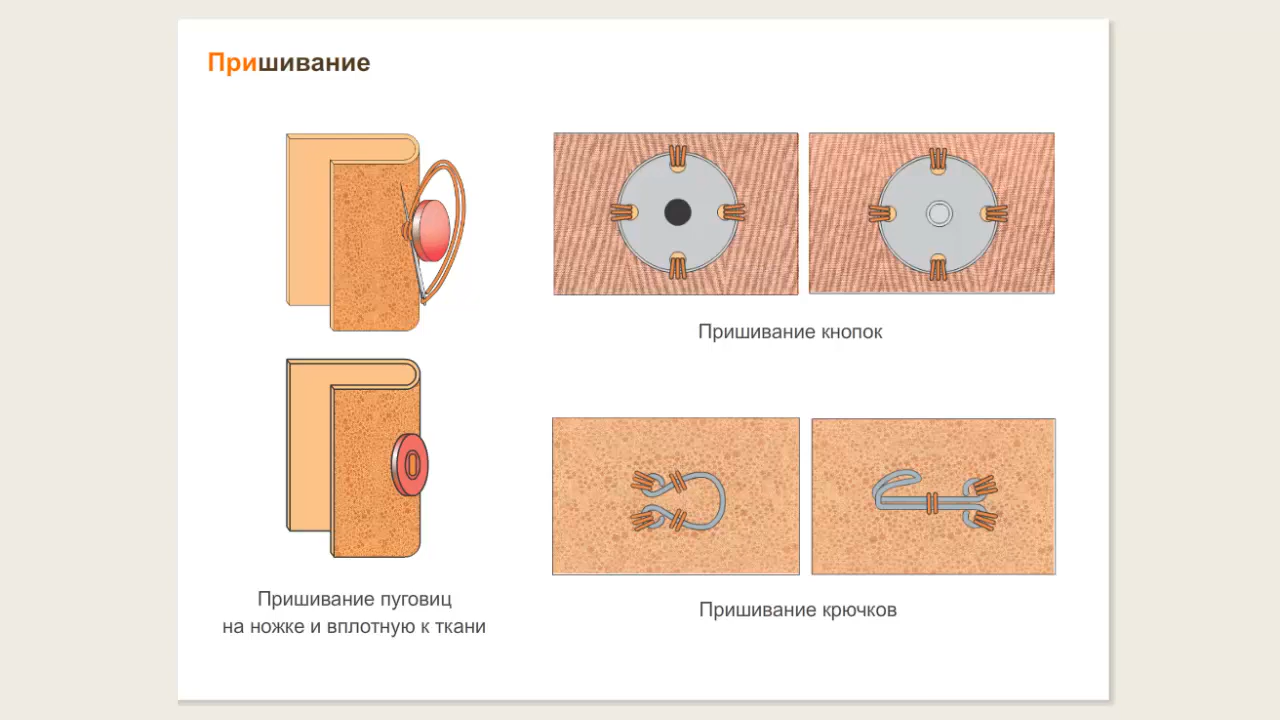 Пришивание
Пришивание кнопок
Пришивание пуговиц
на ножке и вплотную к ткани
Пришивание крючков